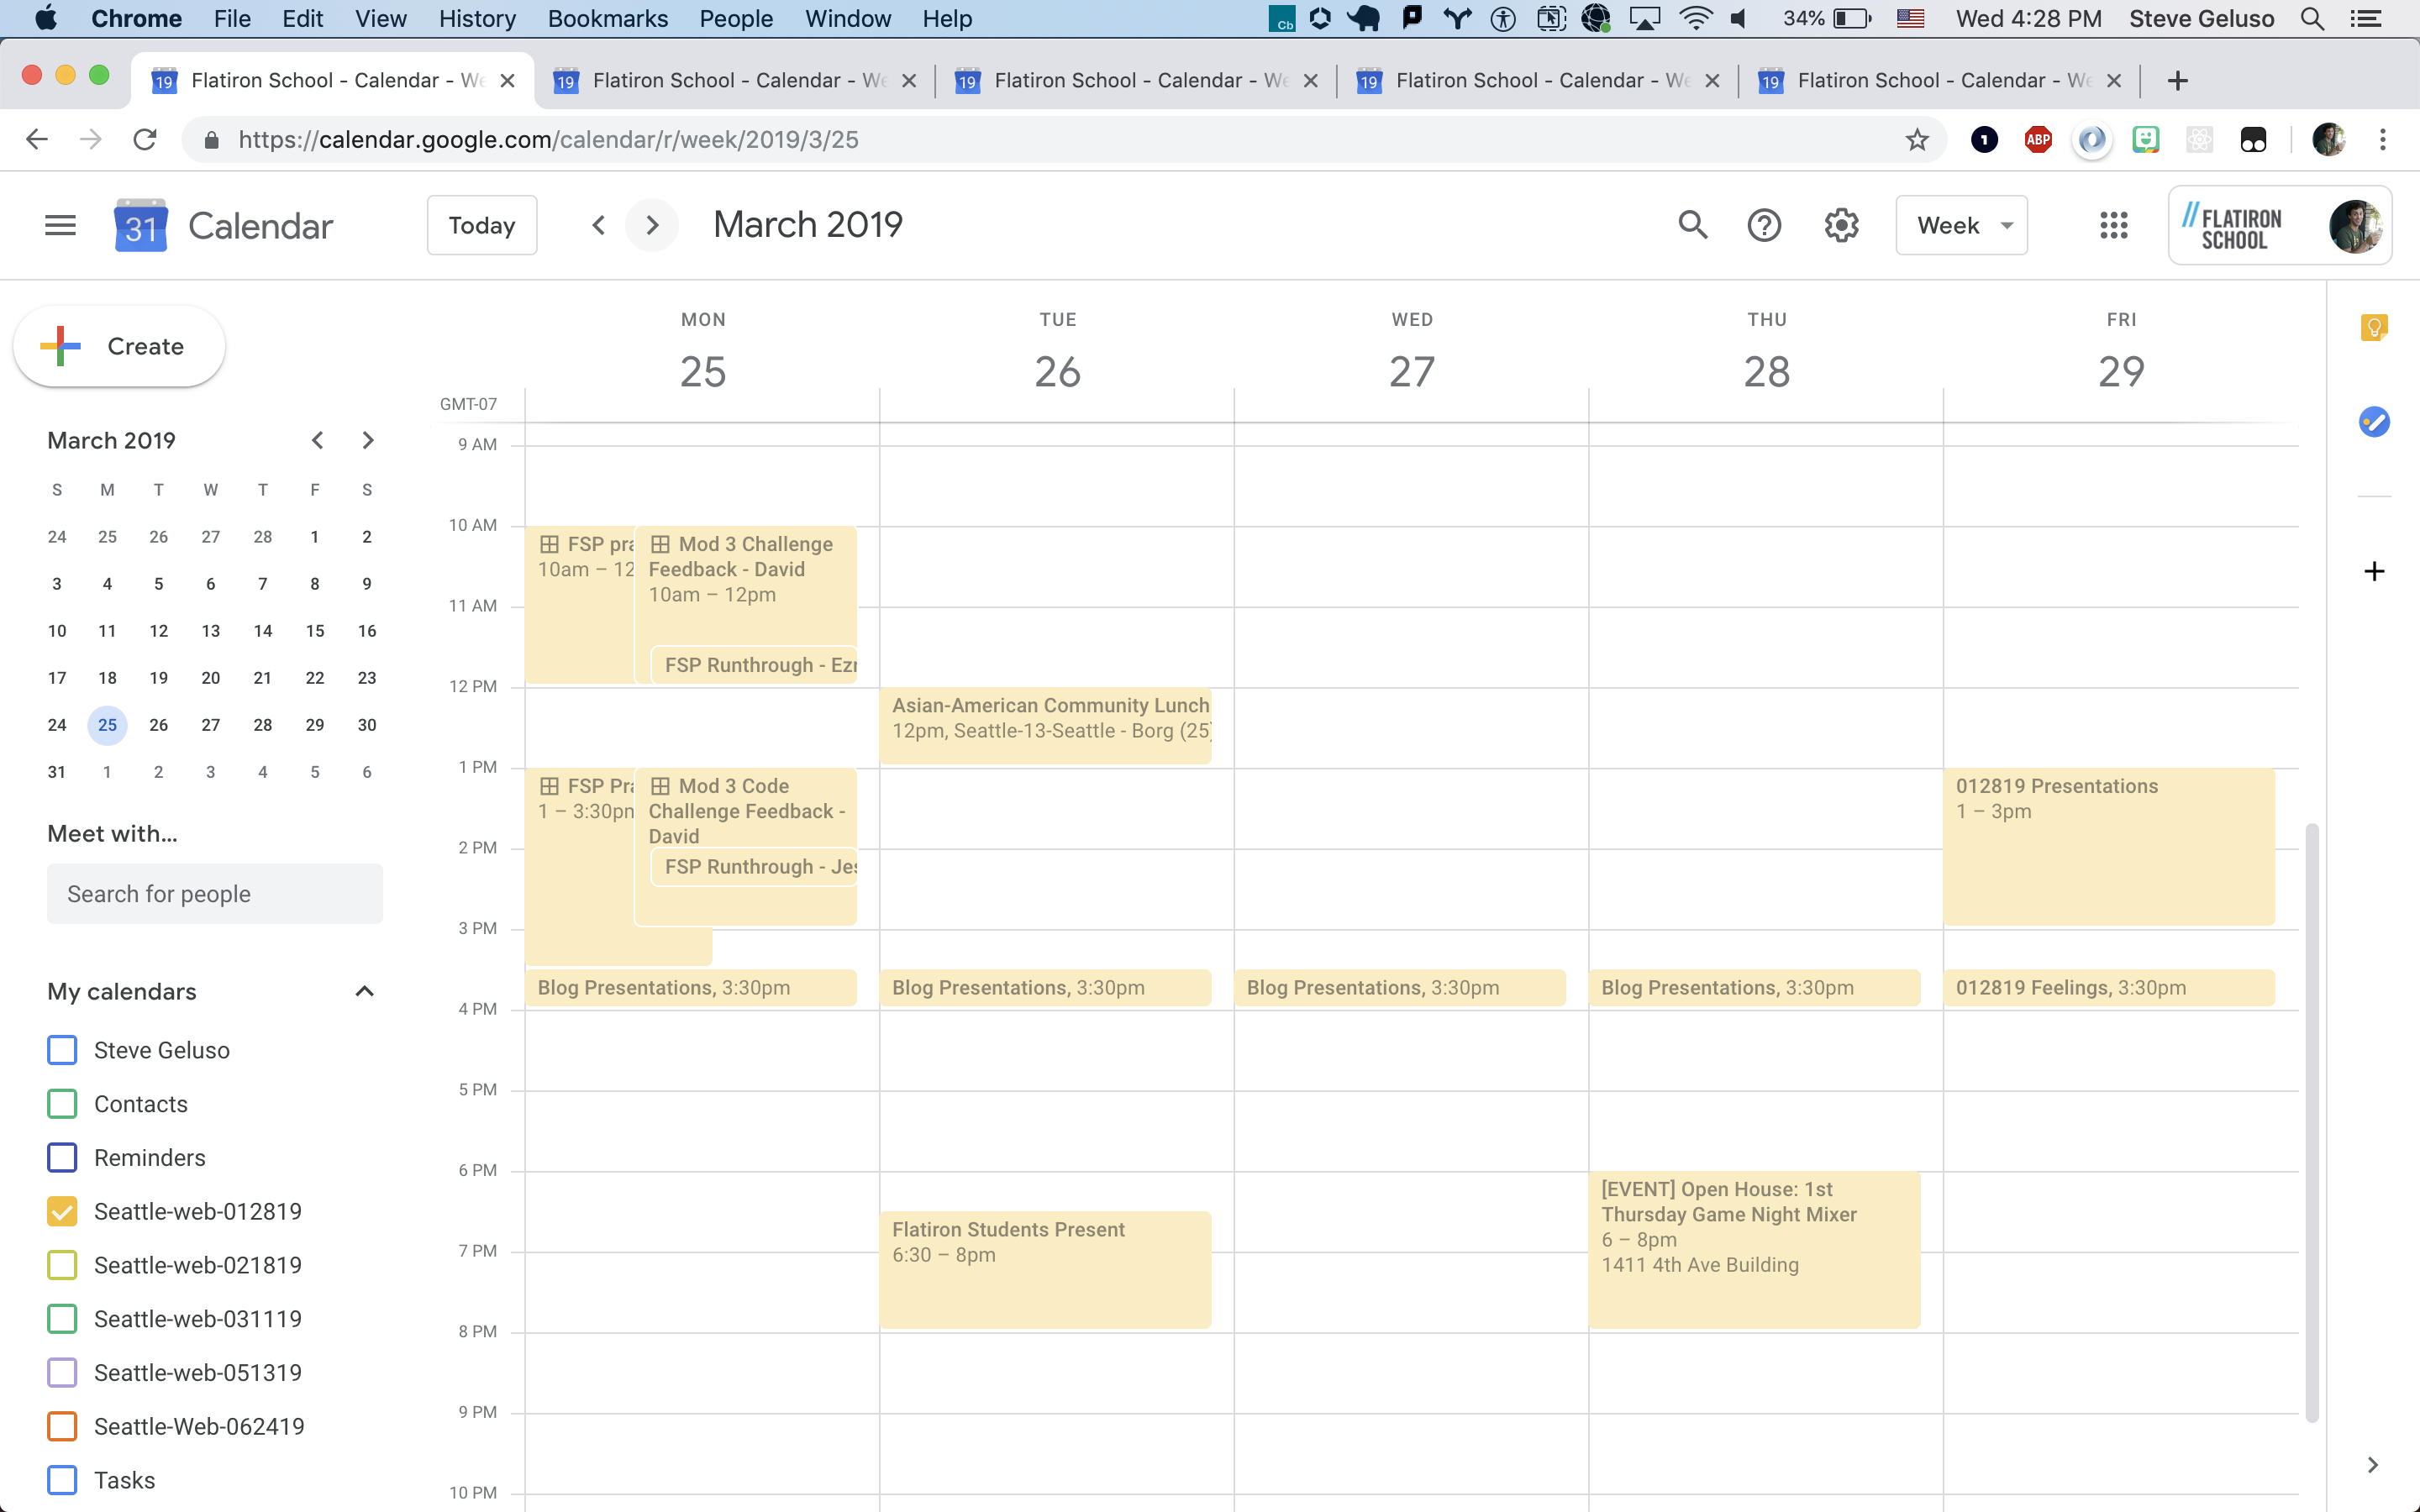 Chrome File Edit View History Bookmarks People Window Help Cb 34% Wed 4:28 PM Steve Geluso
19 Flatiron School - Calendar - We 19 Flatiron School - Calendar - We 19 Flatiron School - Calendar - We 19 Flatiron School - Calendar - We 19 Flatiron School - Calendar - We
https://calendar.google.com/calendar/r/week/2019/3/25 1 ABP
31 Calendar Today March 2019 Week // FLATIRON SCHOOL
Create
MON TUE WED THU FRI
25 26 27 28 29
GMT-07
March 2019
S M T W T F S
24 25 26 27 28 1 2
3 4 5 6 7 8 9
10 11 12 13 14 15 16
17 18 19 20 21 22 23
24 25 26 27 28 29 30
31 1 2 3 4 5 6
Meet with...
Search for people
My calendars
Steve Geluso
Contacts
Reminders
Seattle-web-012819
Seattle-web-021819
Seattle-web-031119
Seattle-web-051319
Seattle-Web-062419
Tasks
9 AM
10 AM
11 AM
12 PM
1 PM
2 PM
3 PM
4 PM
5 PM
6 PM
7 PM
8 PM
9 PM
10 PM
FSP pra
10am – 12
Mod 3 Challenge
Feedback - David
10am – 12pm
FSP Runthrough - Ezr
FSP Pra
1 – 3:30pm
Mod 3 Code
Challenge Feedback -
David
FSP Runthrough - Jes
Blog Presentations, 3:30pm
Asian-American Community Lunch
12pm, Seattle-13-Seattle - Borg (25)
Blog Presentations, 3:30pm
Flatiron Students Present
6:30 – 8pm
Blog Presentations, 3:30pm
Blog Presentations, 3:30pm
[EVENT] Open House: 1st
Thursday Game Night Mixer
6 – 8pm
1411 4th Ave Building
012819 Presentations
1 – 3pm
012819 Feelings, 3:30pm